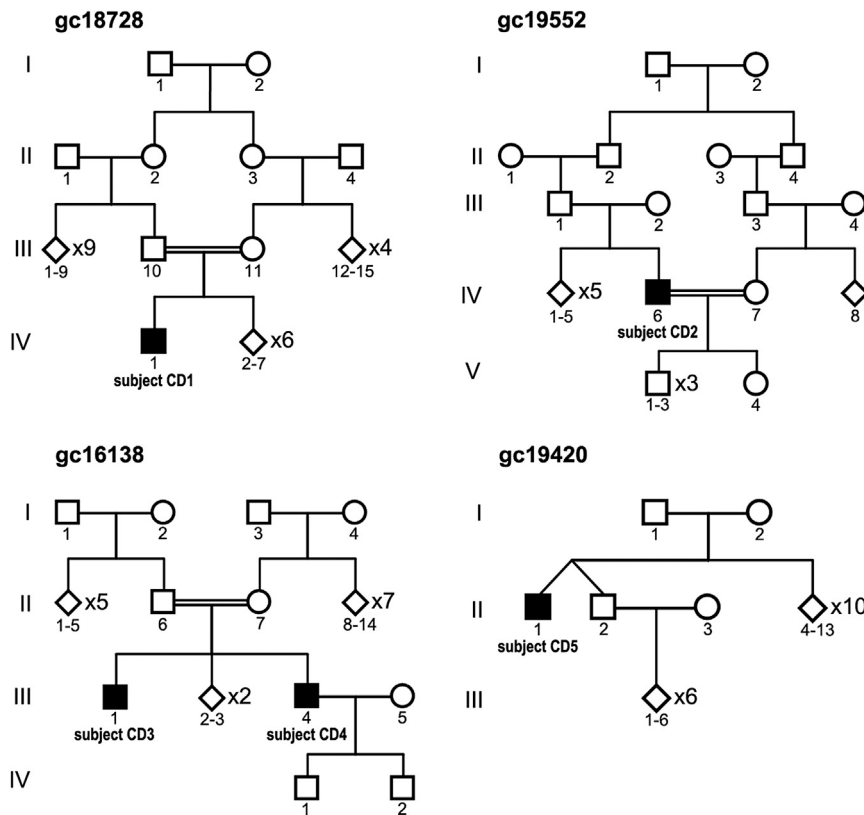 gc18728
I
1 2
II
1 2 3 4
III
x9 x4
1-9 10 11 12-15
IV
x6
1 2-7
subject CD1
gc19552
I
1 2
II
1 2 3 4
III
1 2 3 4
IV
x5
1-5 6 7 8
subject CD2
V
x3
1-3 4
gc16138
I
1 2 3 4
II
x5 x7
1-5 6 7 8-14
III
x2
1 2-3 4 5
subject CD3 subject CD4
IV
1 2
gc19420
I
1 2
II
x10
1 2 3 4-13
subject CD5
III
x6
1-6